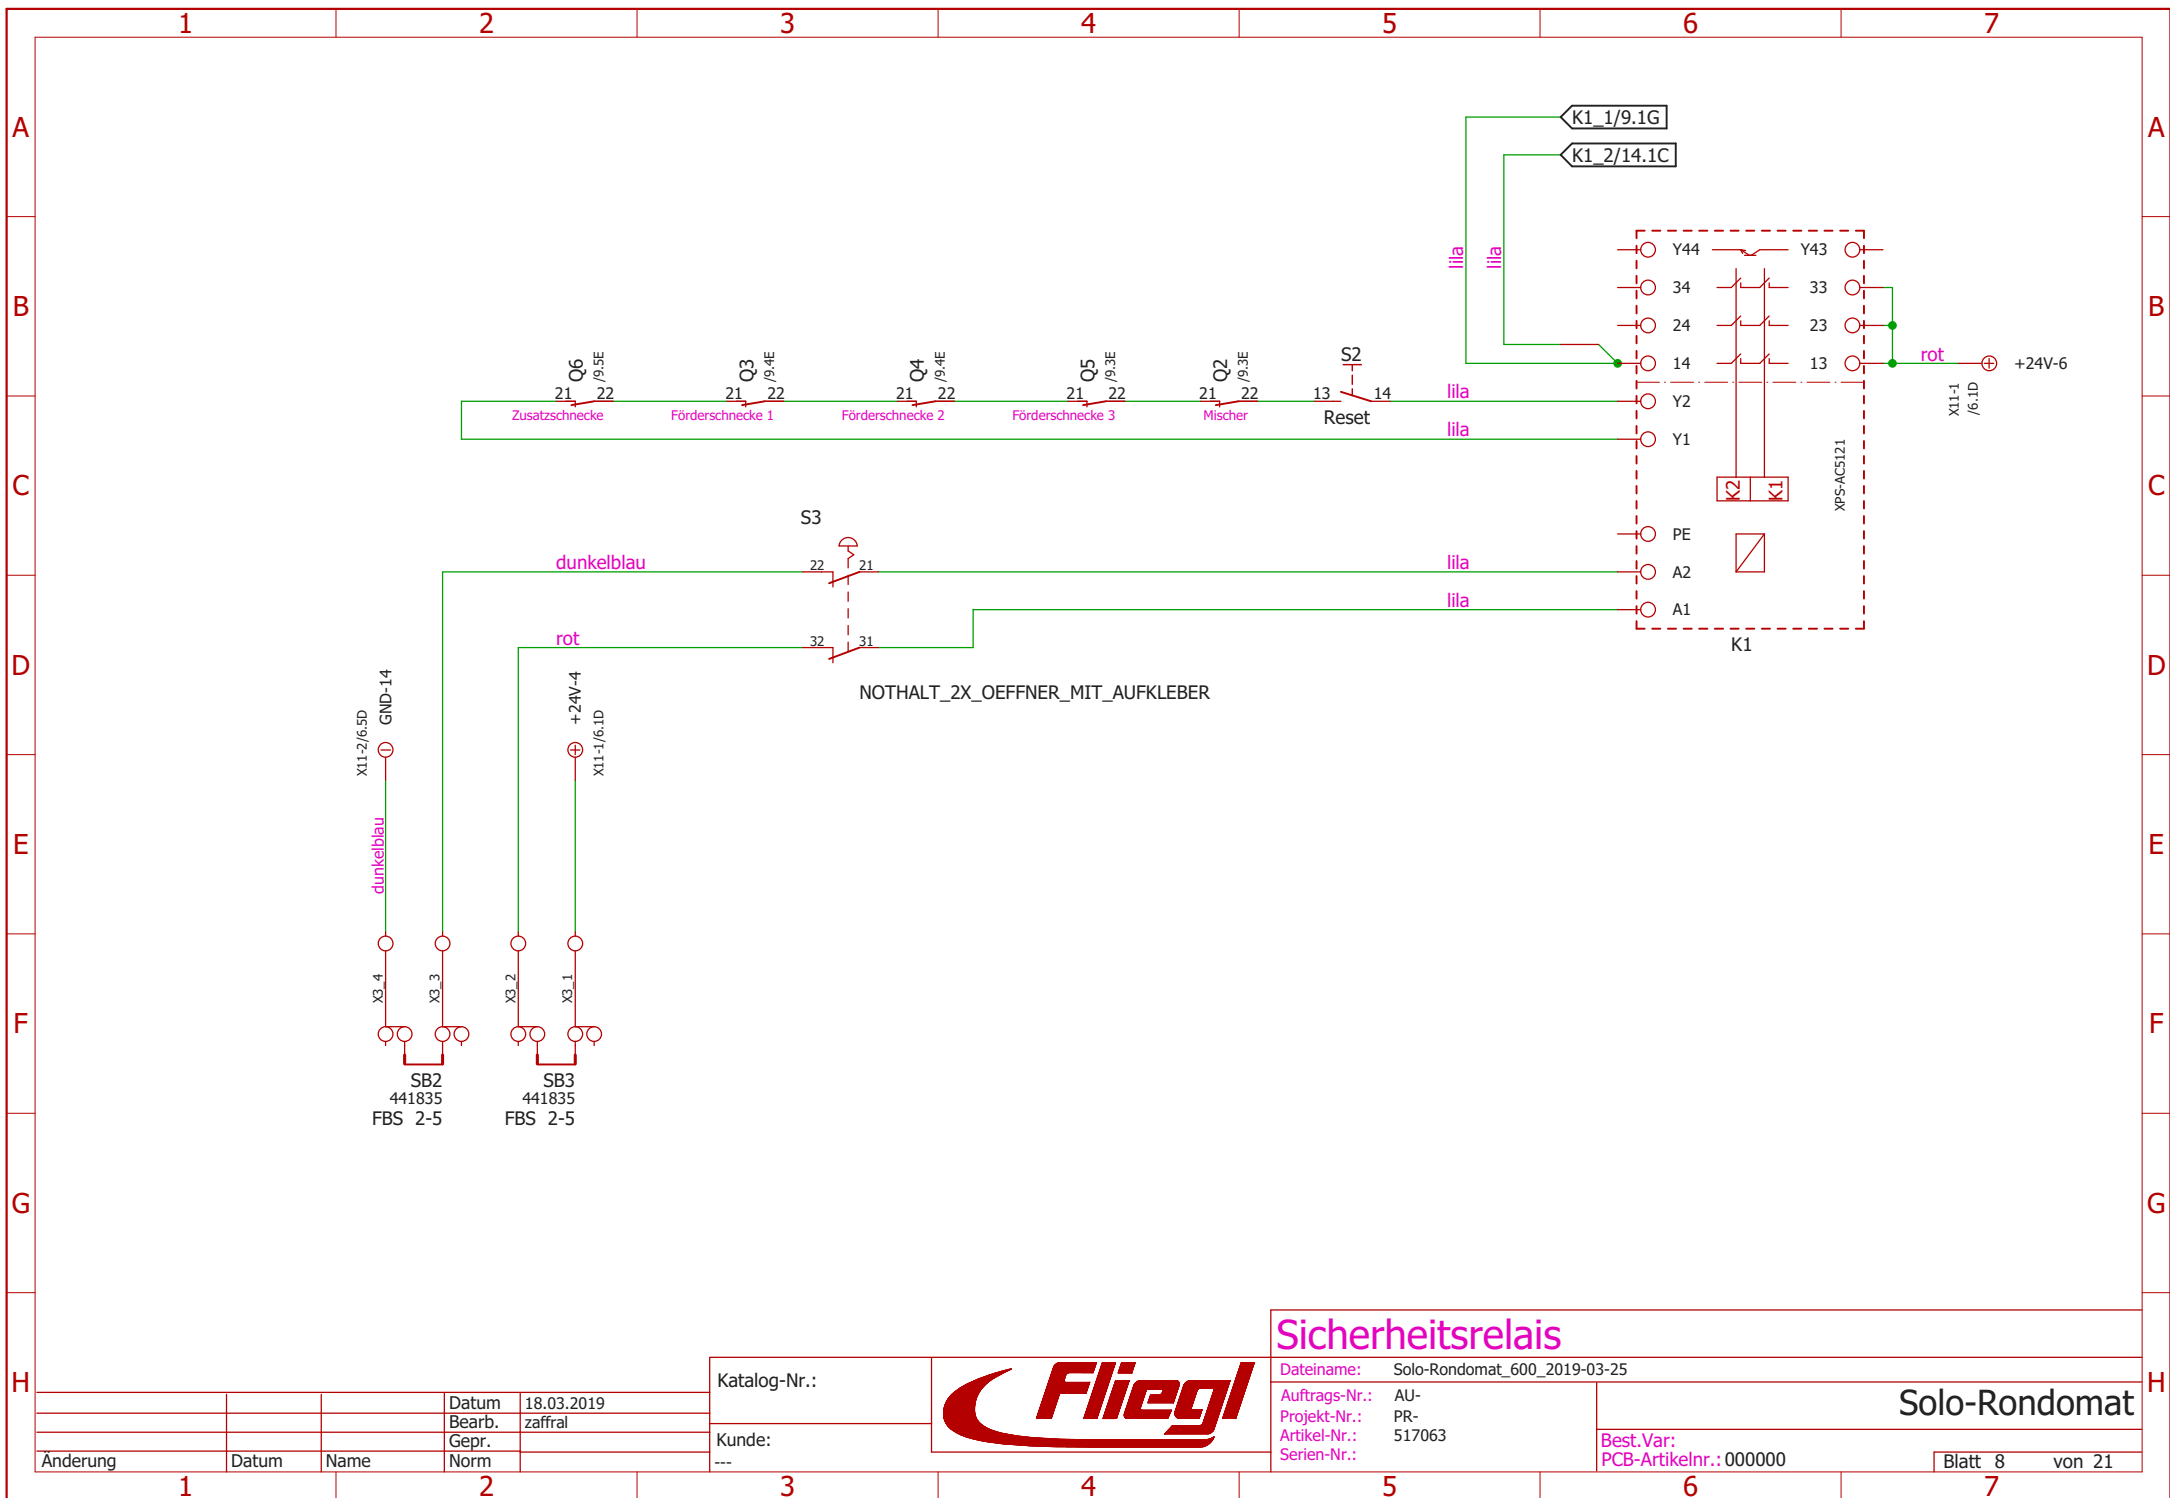 1 2 3 4 5 6 7
A A
K1_1/9.1G
K1_2/14.1C
lila lila
Y44 Y43
B B
34 33
24 23
14 13
rot
+24V-6
X11-1
/6.1D
Q6 /9.5E
Q3 /9.4E
Q4 /9.4E
Q5 /9.3E
Q2 /9.3E
S2
21 22 21 22 21 22 21 22 21 22 13 14
lila
Y2
Zusatzschnecke Förderschnecke 1 Förderschnecke 2 Förderschnecke 3 Mischer Reset
lila
Y1
XPS-AC5121
C C
K2 K1
S3
PE
dunkelblau
22 21
lila
A2
lila
A1
rot
32 31
K1
D D
NOTHALT_2X_OEFFNER_MIT_AUFKLEBER
X11-2/6.5D
GND-14
+24V-4
X11-1/6.1D
E E
dunkelblau
X3_4 X3_3 X3_2 X3_1
F F
SB2 SB3
441835 441835
FBS 2-5 FBS 2-5
G G
Sicherheitsrelais
H H
Katalog-Nr.:
Fliegl
Dateiname: Solo-Rondomat_600_2019-03-25
Auftrags-Nr.: AU-
Projekt-Nr.: PR-
Artikel-Nr.: 517063
Serien-Nr.:
Solo-Rondomat
Best.Var:
PCB-Artikelnr.: 000000
Blatt 8 von 21
Datum 18.03.2019
Bearb. zaffral
Gepr.
Kunde:
---
Änderung Datum Name Norm
1 2 3 4 5 6 7